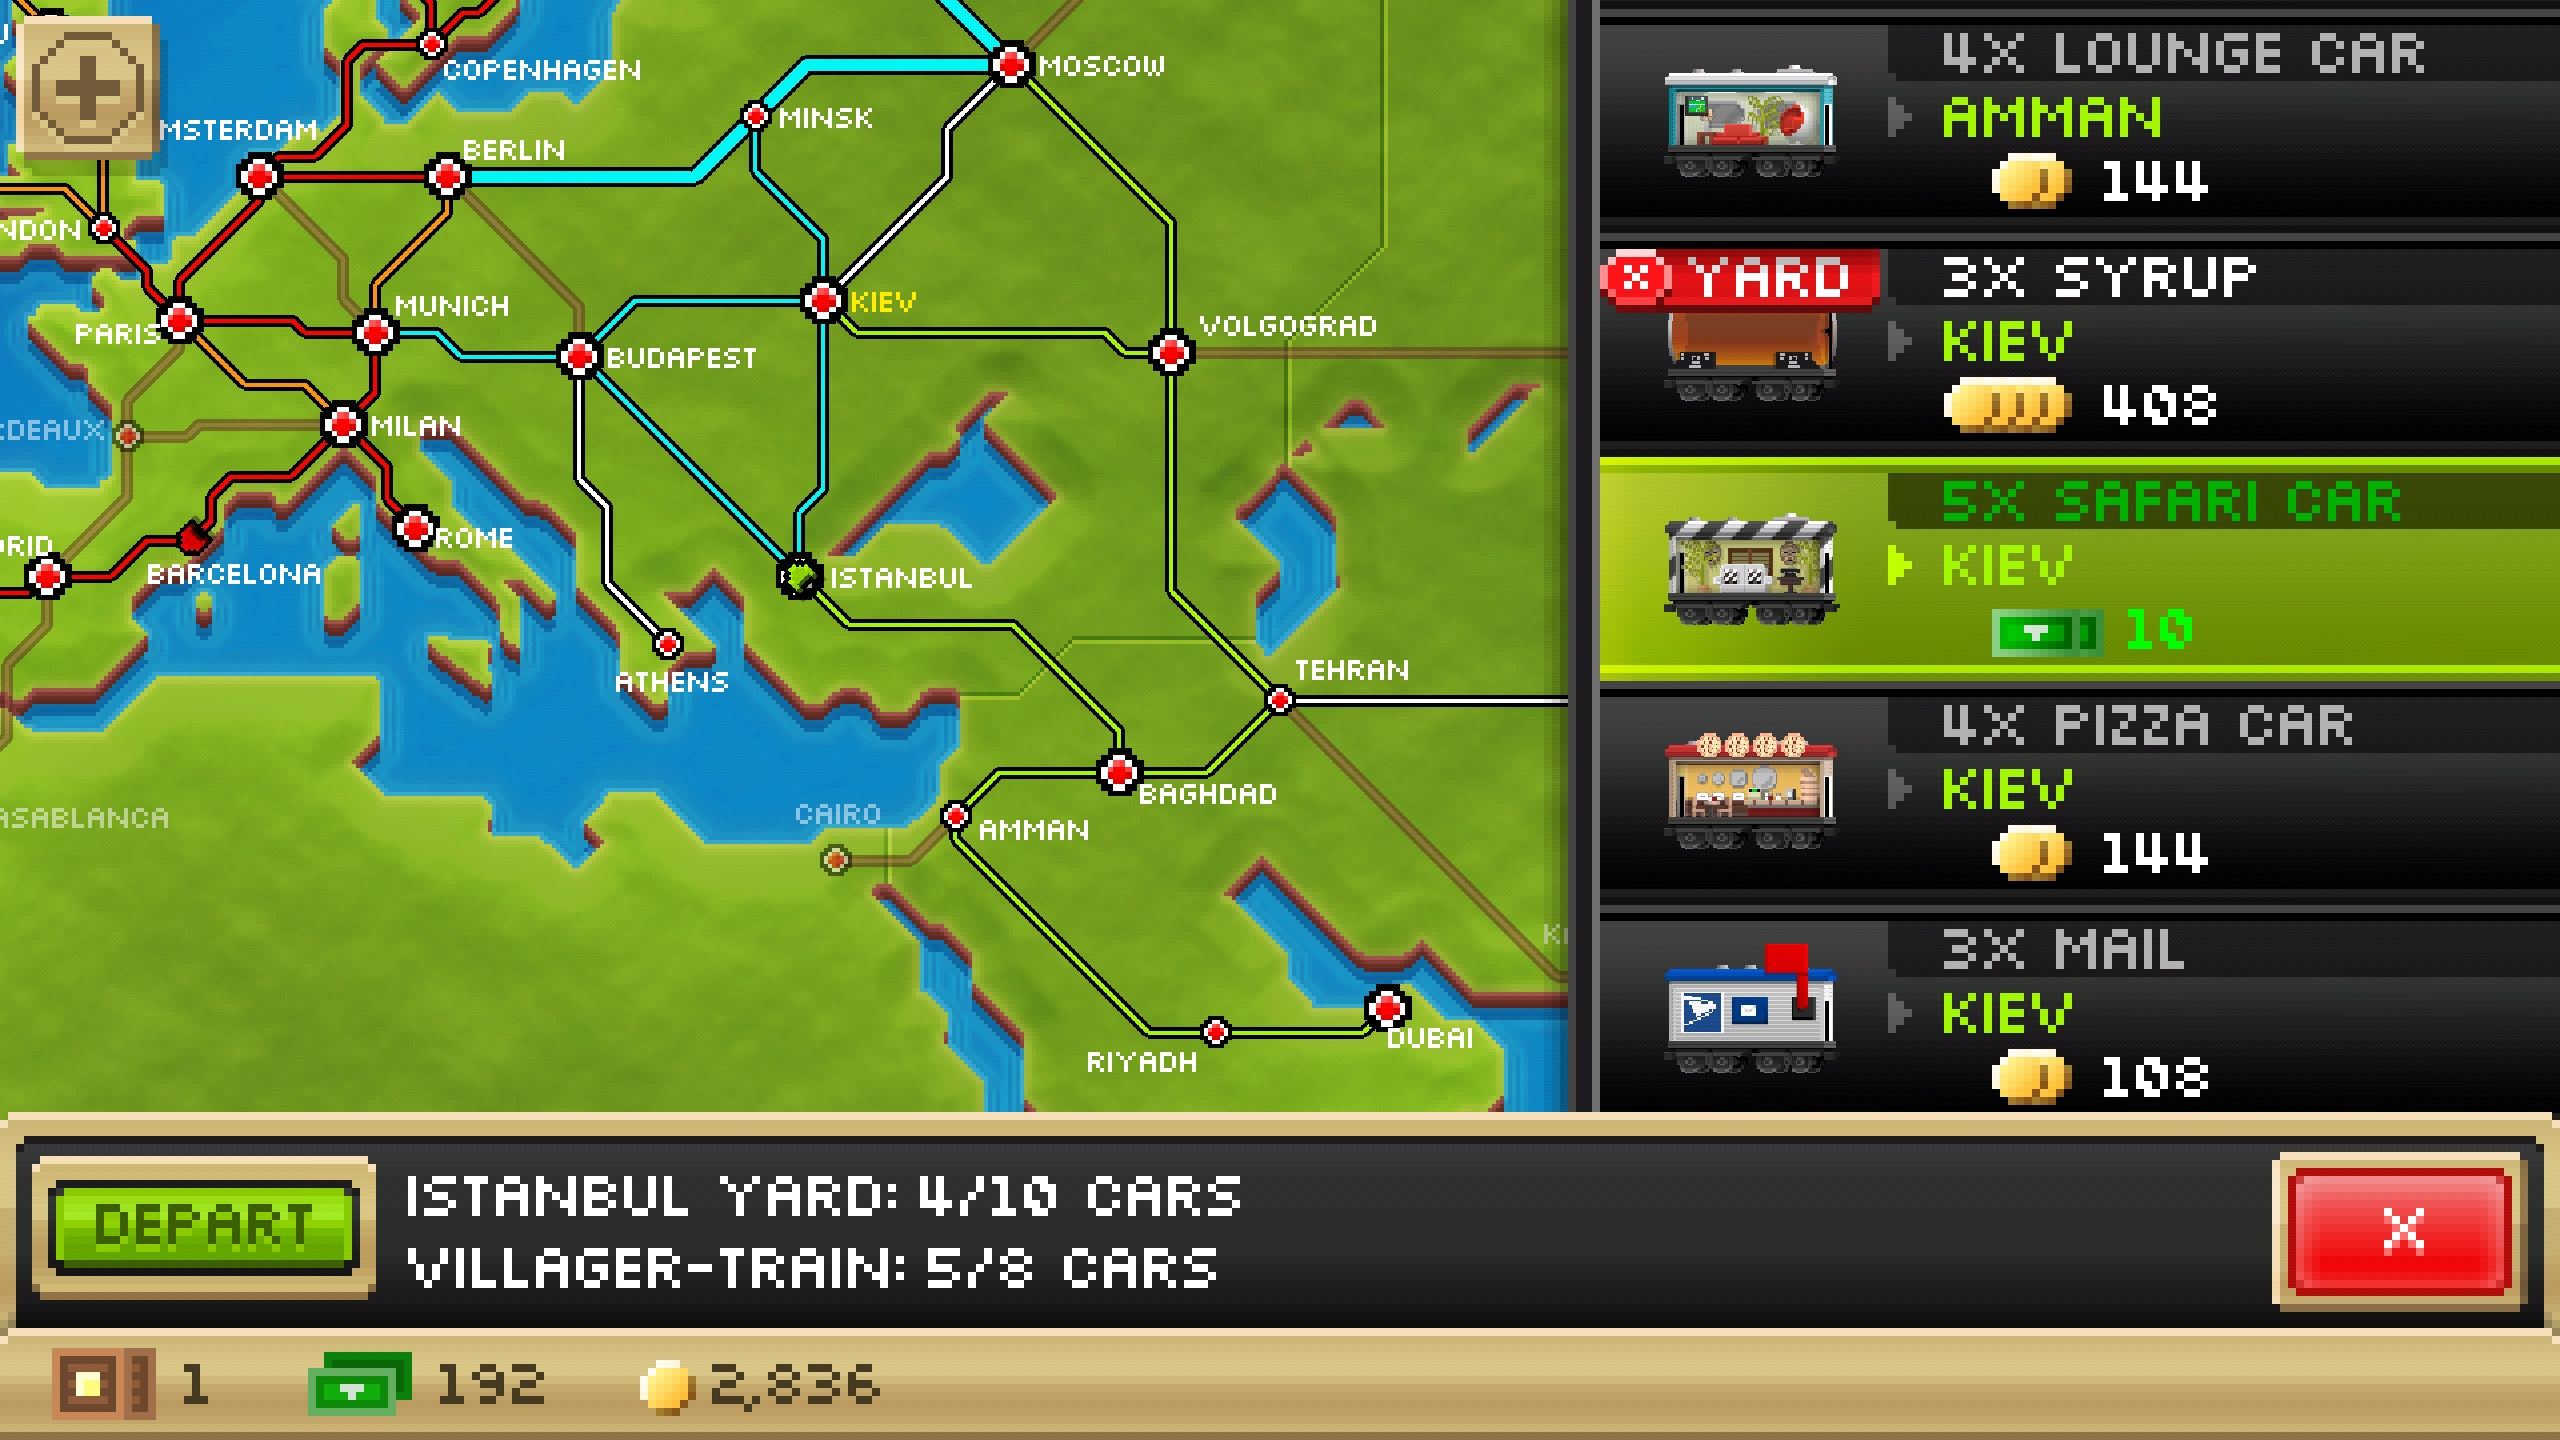 COPENHAGEN
MOSCOW
MINSK
MSTERDAM
BERLIN
NDON
MUNICH
KIEV
PARIS
VOLGOGRAD
BUDAPEST
DEAUX
MILAN
ROME
RID
BARCELONA
ISTANBUL
ATHENS
TEHRAN
BAGHDAD
CAIRO
ASABLANCA
AMMAN
RIYADH
DUBAI
4X LOUNGE CAR
AMMAN
144
X YARD
3X SYRUP
KIEV
408
5X SAFARI CAR
KIEV
10
4X PIZZA CAR
KIEV
144
3X MAIL
KIEV
108
DEPART
ISTANBUL YARD: 4/10 CARS
VILLAGER-TRAIN: 5/8 CARS
X
1
192
2,836